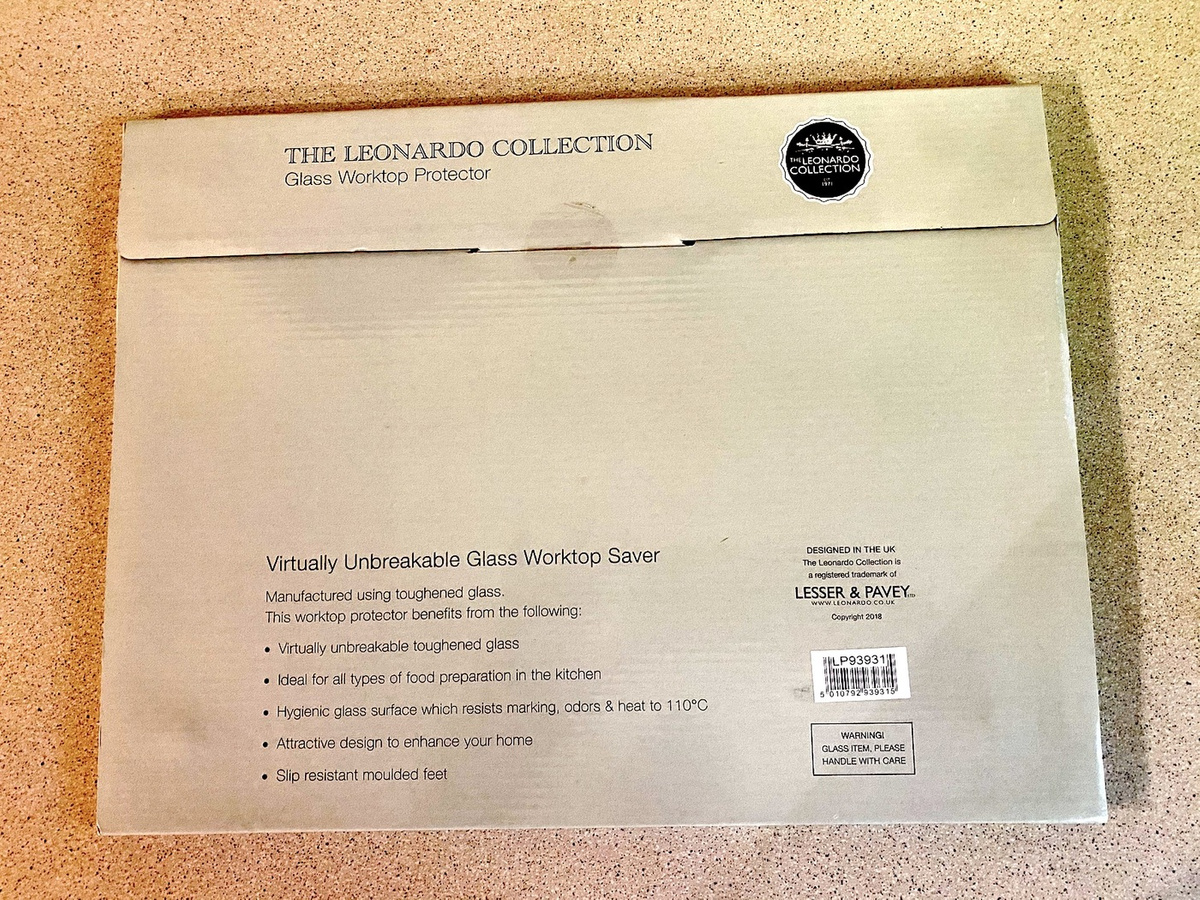 THE LEONARDO COLLECTION
Glass Worktop Protector
THE LEONARDO
COLLECTION
1971
Virtually Unbreakable Glass Worktop Saver
Manufactured using toughened glass.
This worktop protector benefits from the following:
• Virtually unbreakable toughened glass
• Ideal for all types of food preparation in the kitchen
• Hygienic glass surface which resists marking, odors & heat to 110°C
• Attractive design to enhance your home
• Slip resistant moulded feet
DESIGNED IN THE UK
The Leonardo Collection is
a registered trademark of
LESSER & PAVEY LTD
WWW.LEONARDO.CO.UK
Copyright 2018
LP93931
5 010792 939315
WARNING!
GLASS ITEM, PLEASE
HANDLE WITH CARE